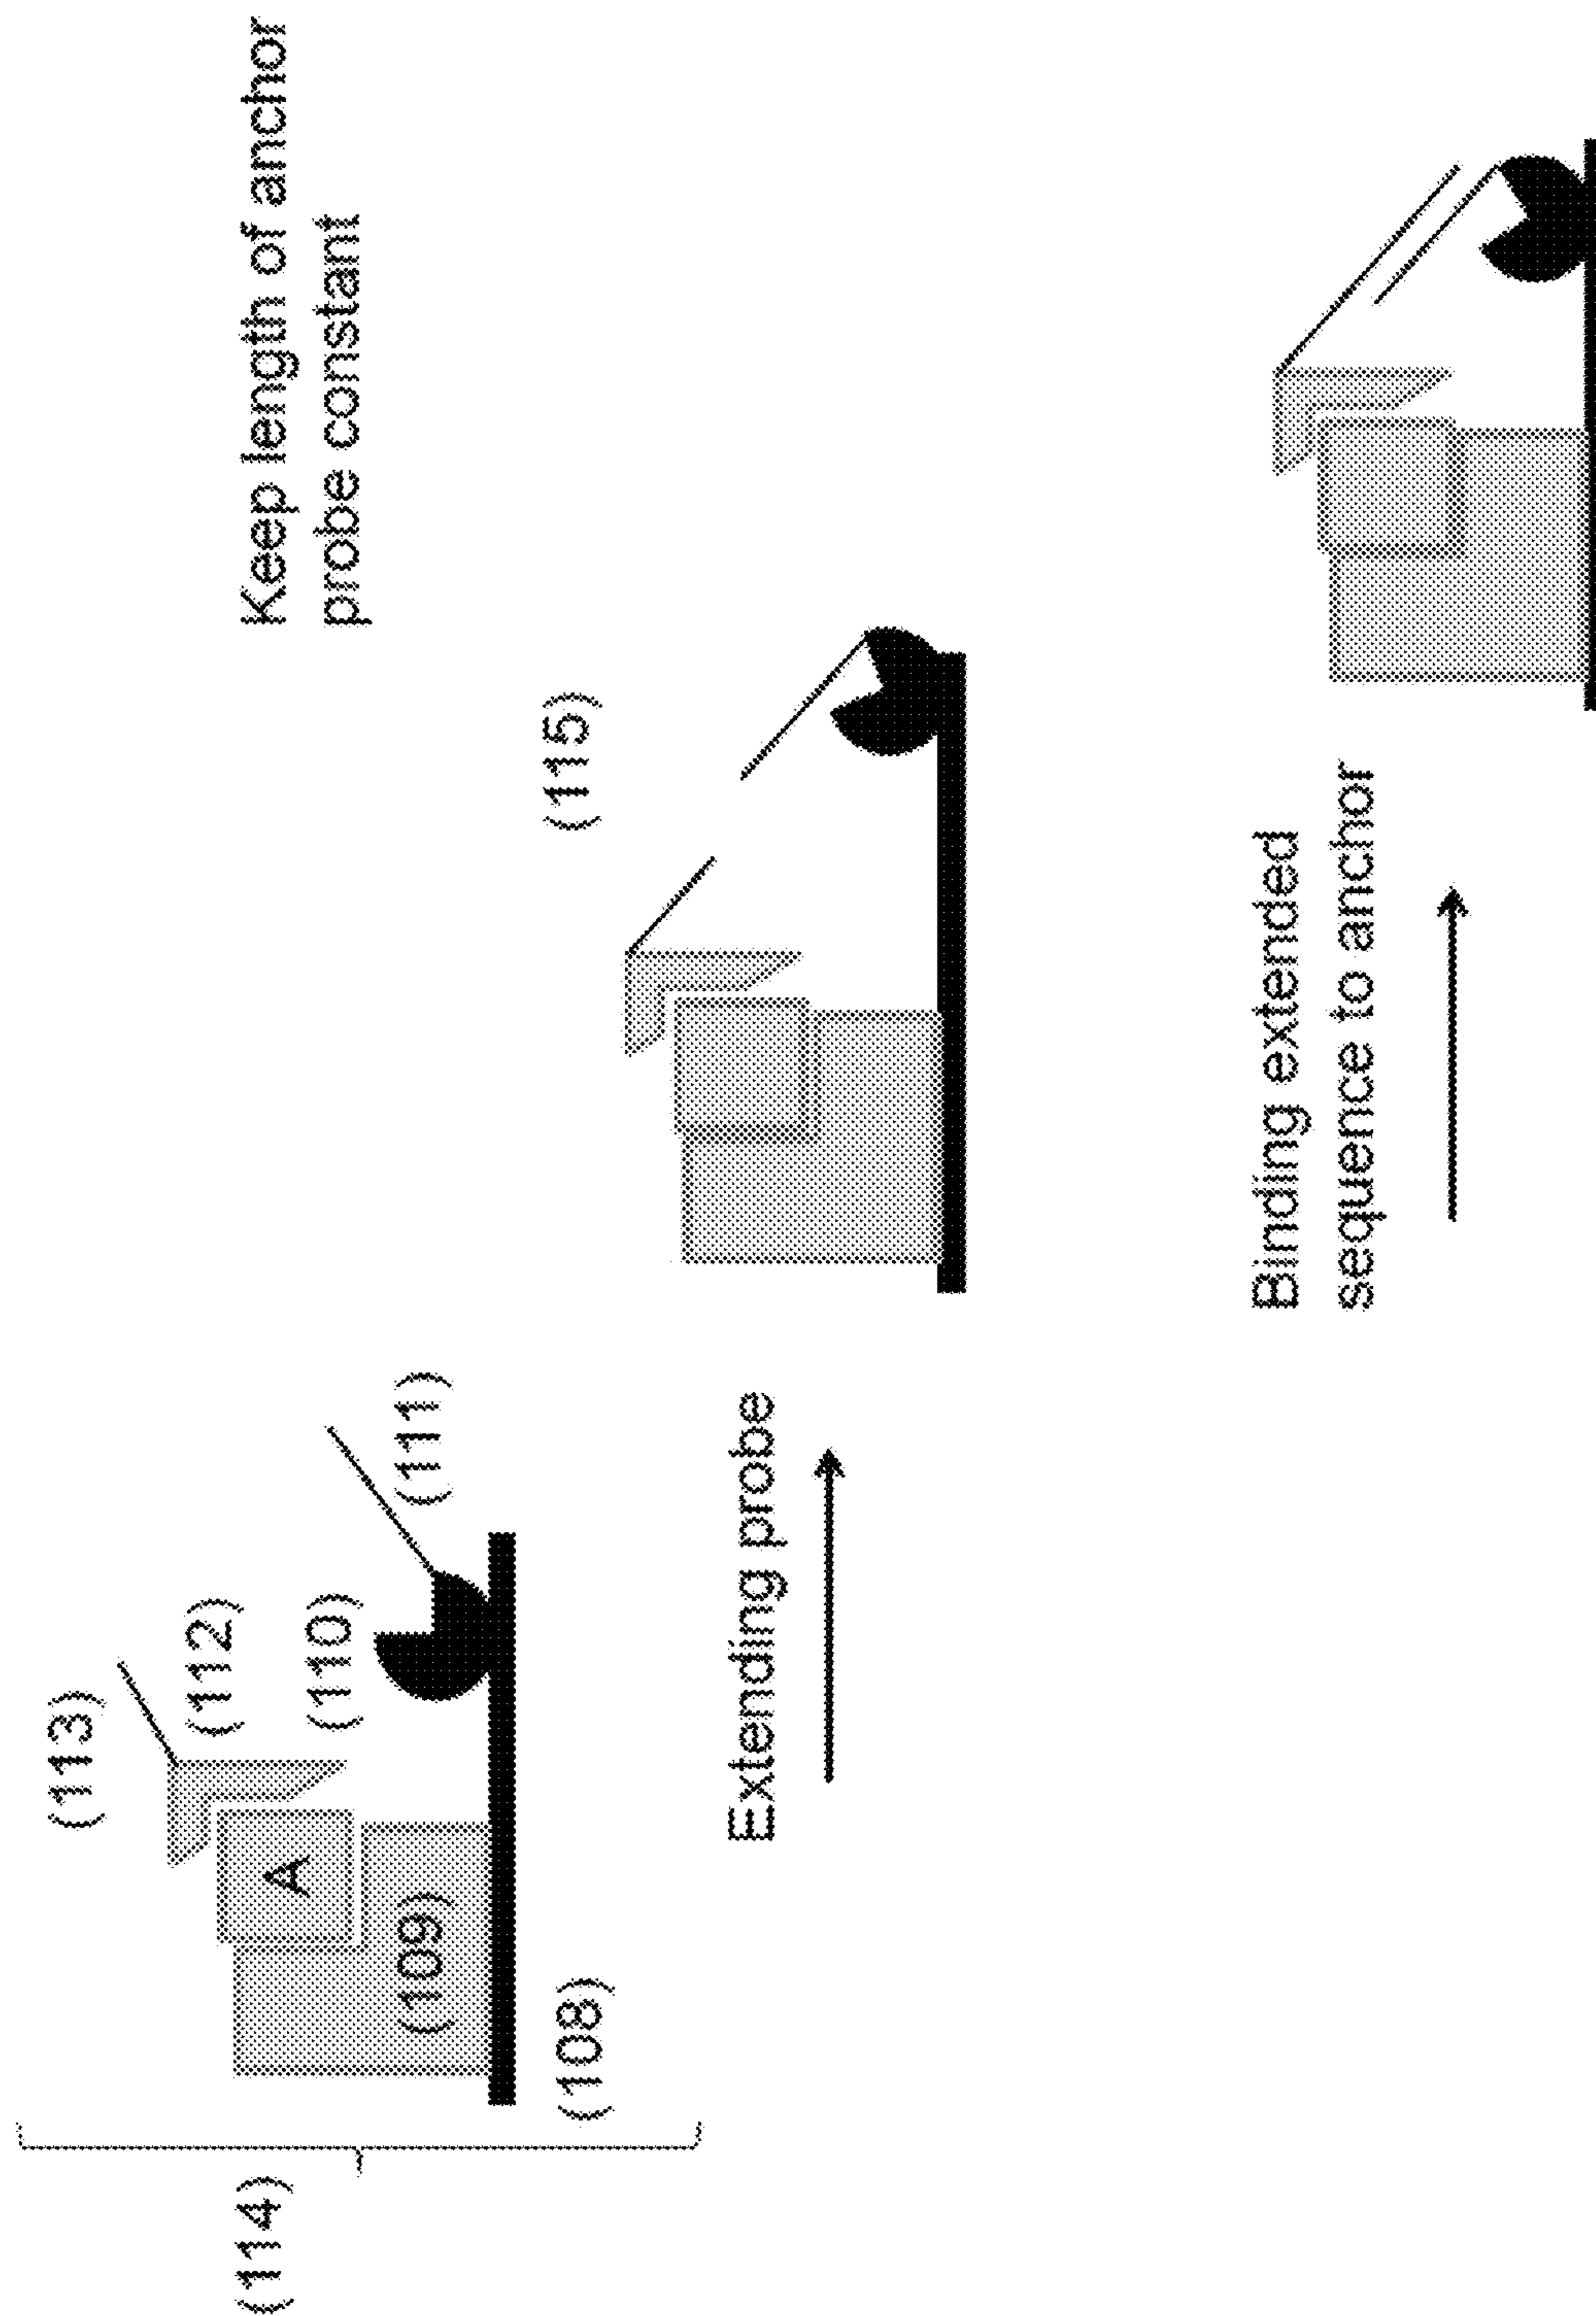 Keep length of anchor
probe constant
(113)
(112)
(110)
(111)
A
(109)
(108)
(114)
(115)
Extending probe
Binding extended
sequence to anchor